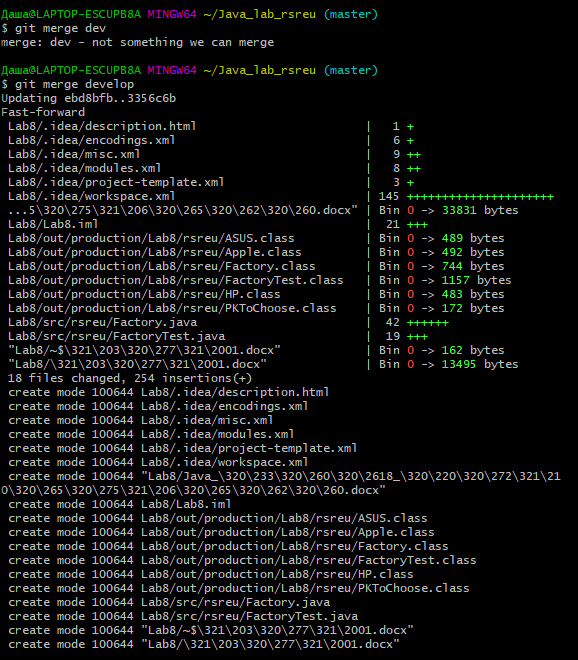 Даша@LAPTOP-ESCUPB8A MINGW64 ~/Java_lab_rsreu (master)
$ git merge dev
merge: dev - not something we can merge
Даша@LAPTOP-ESCUPB8A MINGW64 ~/Java_lab_rsreu (master)
$ git merge develop
Updating ebd8bfb..3356c6b
Fast-forward
 Lab8/.idea/description.html                        |   1 +
 Lab8/.idea/encodings.xml                           |   6 +
 Lab8/.idea/misc.xml                                |   9 ++
 Lab8/.idea/modules.xml                             |   8 ++
 Lab8/.idea/project-template.xml                    |   3 +
 Lab8/.idea/workspace.xml                           | 145 +++++++++++++++++++++
 ...5\320\275\321\206\320\265\320\262\320\260.docx" | Bin 0 -> 33831 bytes
 Lab8/Lab8.iml                                      |  21 +++
 Lab8/out/production/Lab8/rsreu/ASUS.class          | Bin 0 -> 489 bytes
 Lab8/out/production/Lab8/rsreu/Apple.class         | Bin 0 -> 492 bytes
 Lab8/out/production/Lab8/rsreu/Factory.class       | Bin 0 -> 744 bytes
 Lab8/out/production/Lab8/rsreu/FactoryTest.class   | Bin 0 -> 1157 bytes
 Lab8/out/production/Lab8/rsreu/HP.class            | Bin 0 -> 483 bytes
 Lab8/out/production/Lab8/rsreu/PKToChoose.class    | Bin 0 -> 172 bytes
 Lab8/src/rsreu/Factory.java                        |  42 ++++++
 Lab8/src/rsreu/FactoryTest.java                    |  19 +++
 "Lab8/~$\321\203\320\277\321\2001.docx"            | Bin 0 -> 162 bytes
 "Lab8/\321\203\320\277\321\2001.docx"              | Bin 0 -> 13495 bytes
 18 files changed, 254 insertions(+)
 create mode 100644 Lab8/.idea/description.html
 create mode 100644 Lab8/.idea/encodings.xml
 create mode 100644 Lab8/.idea/misc.xml
 create mode 100644 Lab8/.idea/modules.xml
 create mode 100644 Lab8/.idea/project-template.xml
 create mode 100644 Lab8/.idea/workspace.xml
 create mode 100644 "Lab8/Java_\320\233\320\260\320\2618_\320\220\320\272\321\21
0\320\265\320\275\321\206\320\265\320\262\320\260.docx"
 create mode 100644 Lab8/Lab8.iml
 create mode 100644 Lab8/out/production/Lab8/rsreu/ASUS.class
 create mode 100644 Lab8/out/production/Lab8/rsreu/Apple.class
 create mode 100644 Lab8/out/production/Lab8/rsreu/Factory.class
 create mode 100644 Lab8/out/production/Lab8/rsreu/FactoryTest.class
 create mode 100644 Lab8/out/production/Lab8/rsreu/HP.class
 create mode 100644 Lab8/out/production/Lab8/rsreu/PKToChoose.class
 create mode 100644 Lab8/src/rsreu/Factory.java
 create mode 100644 Lab8/src/rsreu/FactoryTest.java
 create mode 100644 "Lab8/~$\321\203\320\277\321\2001.docx"
 create mode 100644 "Lab8/\321\203\320\277\321\2001.docx"